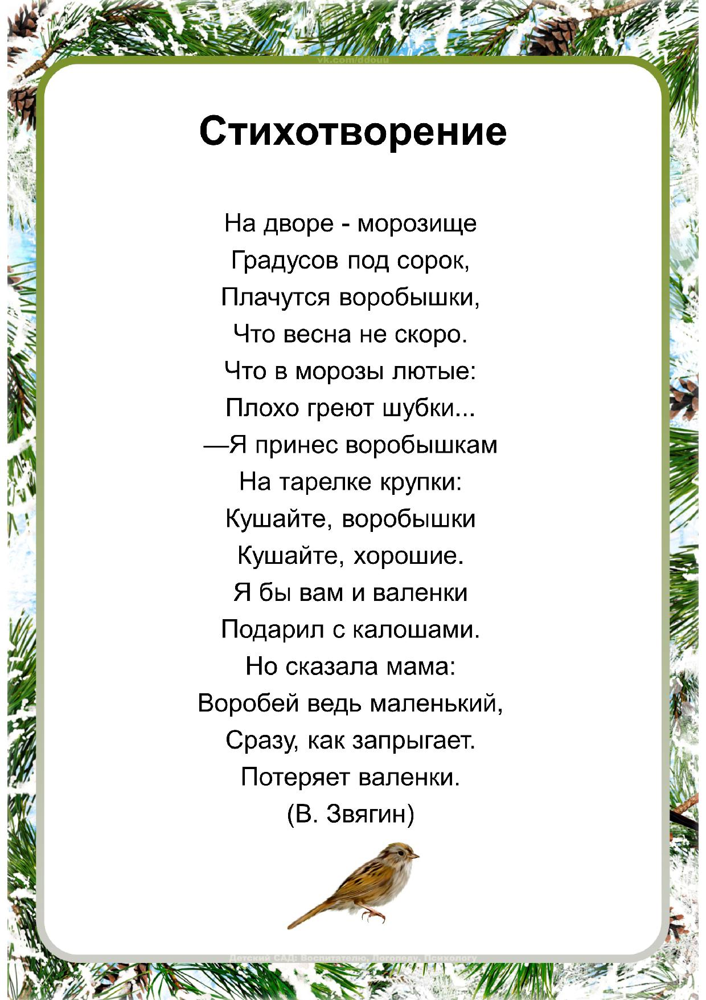 vk.com/ddouu
Стихотворение
На дворе - морозище
Градусов под сорок,
Плачутся воробышки,
Что весна не скоро.
Что в морозы лютые:
Плохо греют шубки...
—Я принес воробышкам
На тарелке крупки:
Кушайте, воробышки
Кушайте, хорошие.
Я бы вам и валенки
Подарил с калошами.
Но сказала мама:
Воробей ведь маленький,
Сразу, как запрыгает.
Потеряет валенки.
(В. Звягин)
Детский САД: Воспитателю, Логопеду, Психологу